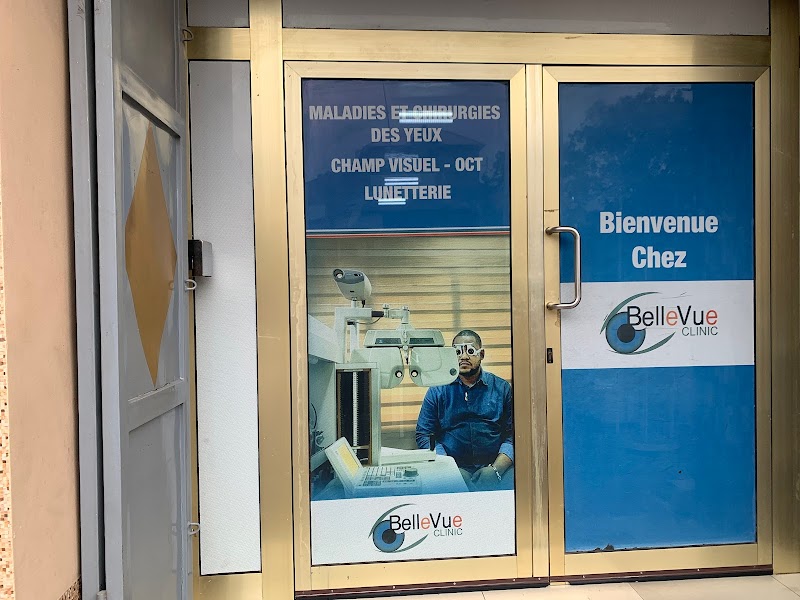 MALADIES ET CHIRURGIES
DES YEUX
CHAMP VISUEL - OCT
LUNETTERIE
BelleVue
CLINIC
Bienvenue
Chez
BelleVue
CLINIC